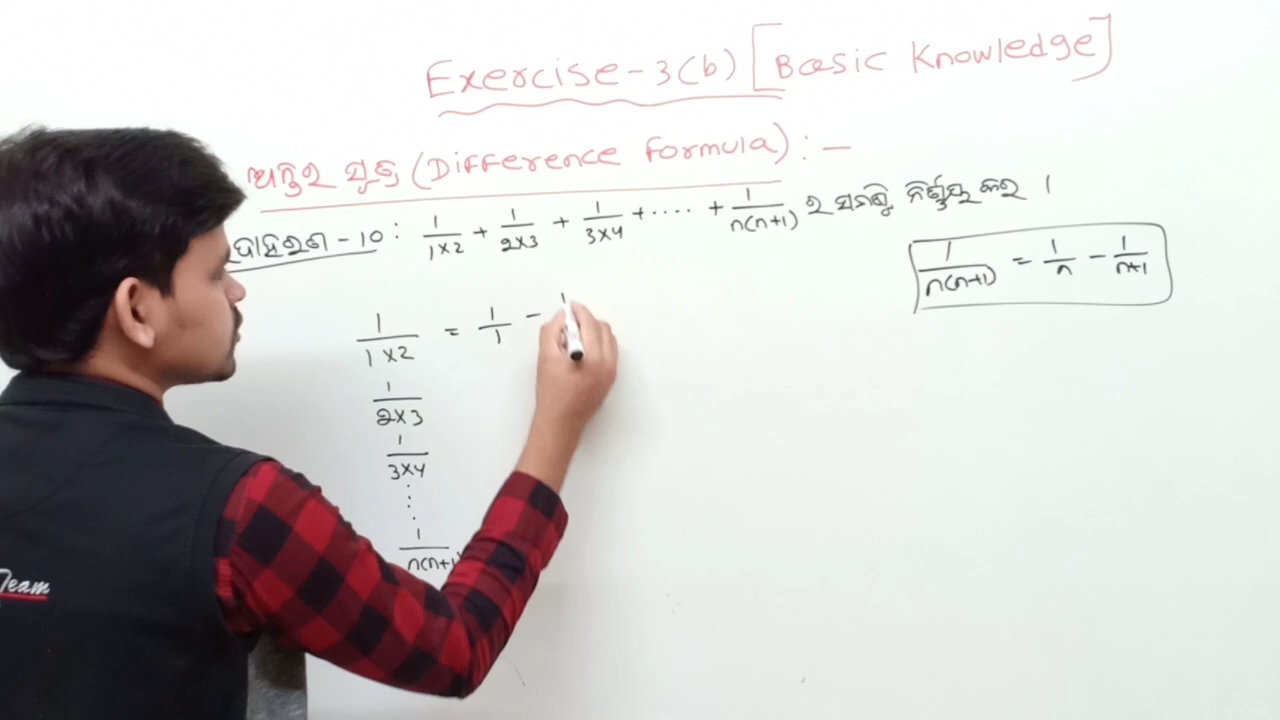 Exercise-3(b) [Basic Knowledge]
ଅନ୍ତର ସୂତ୍ର (Difference Formula) : —
ଉଦାହରଣ - 10 : 1/(1×2) + 1/(2×3) + 1/(3×4) + .... + 1/(n(n+1)) ର ସମଷ୍ଟି ନିର୍ଣ୍ଣୟ କର ।
1/(n(n+1)) = 1/n - 1/(n+1)
1/(1×2) = 1/1 - 1
1/(2×3)
1/(3×4)
⋮
1/(n(n+1)
Team